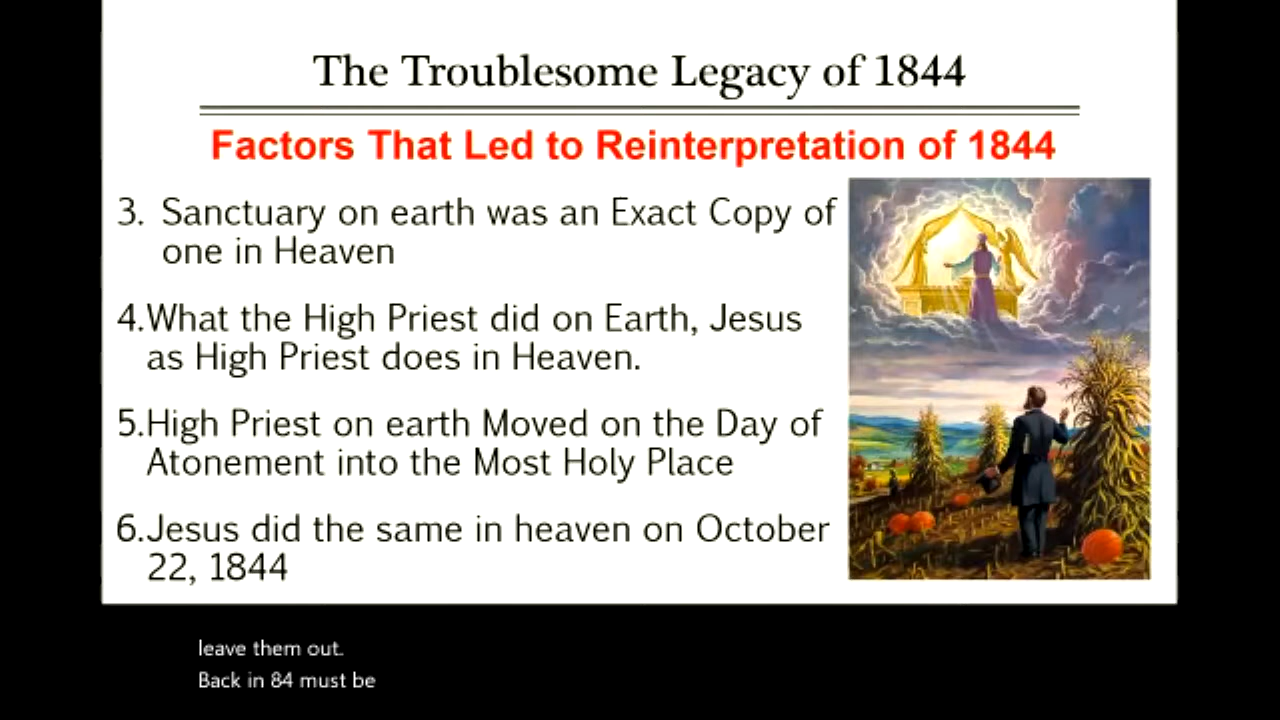 The Troublesome Legacy of 1844
Factors That Led to Reinterpretation of 1844
3. Sanctuary on earth was an Exact Copy of
one in Heaven
4.What the High Priest did on Earth, Jesus
as High Priest does in Heaven.
5.High Priest on earth Moved on the Day of
Atonement into the Most Holy Place
6.Jesus did the same in heaven on October
22, 1844
leave them out.
Back in 84 must be